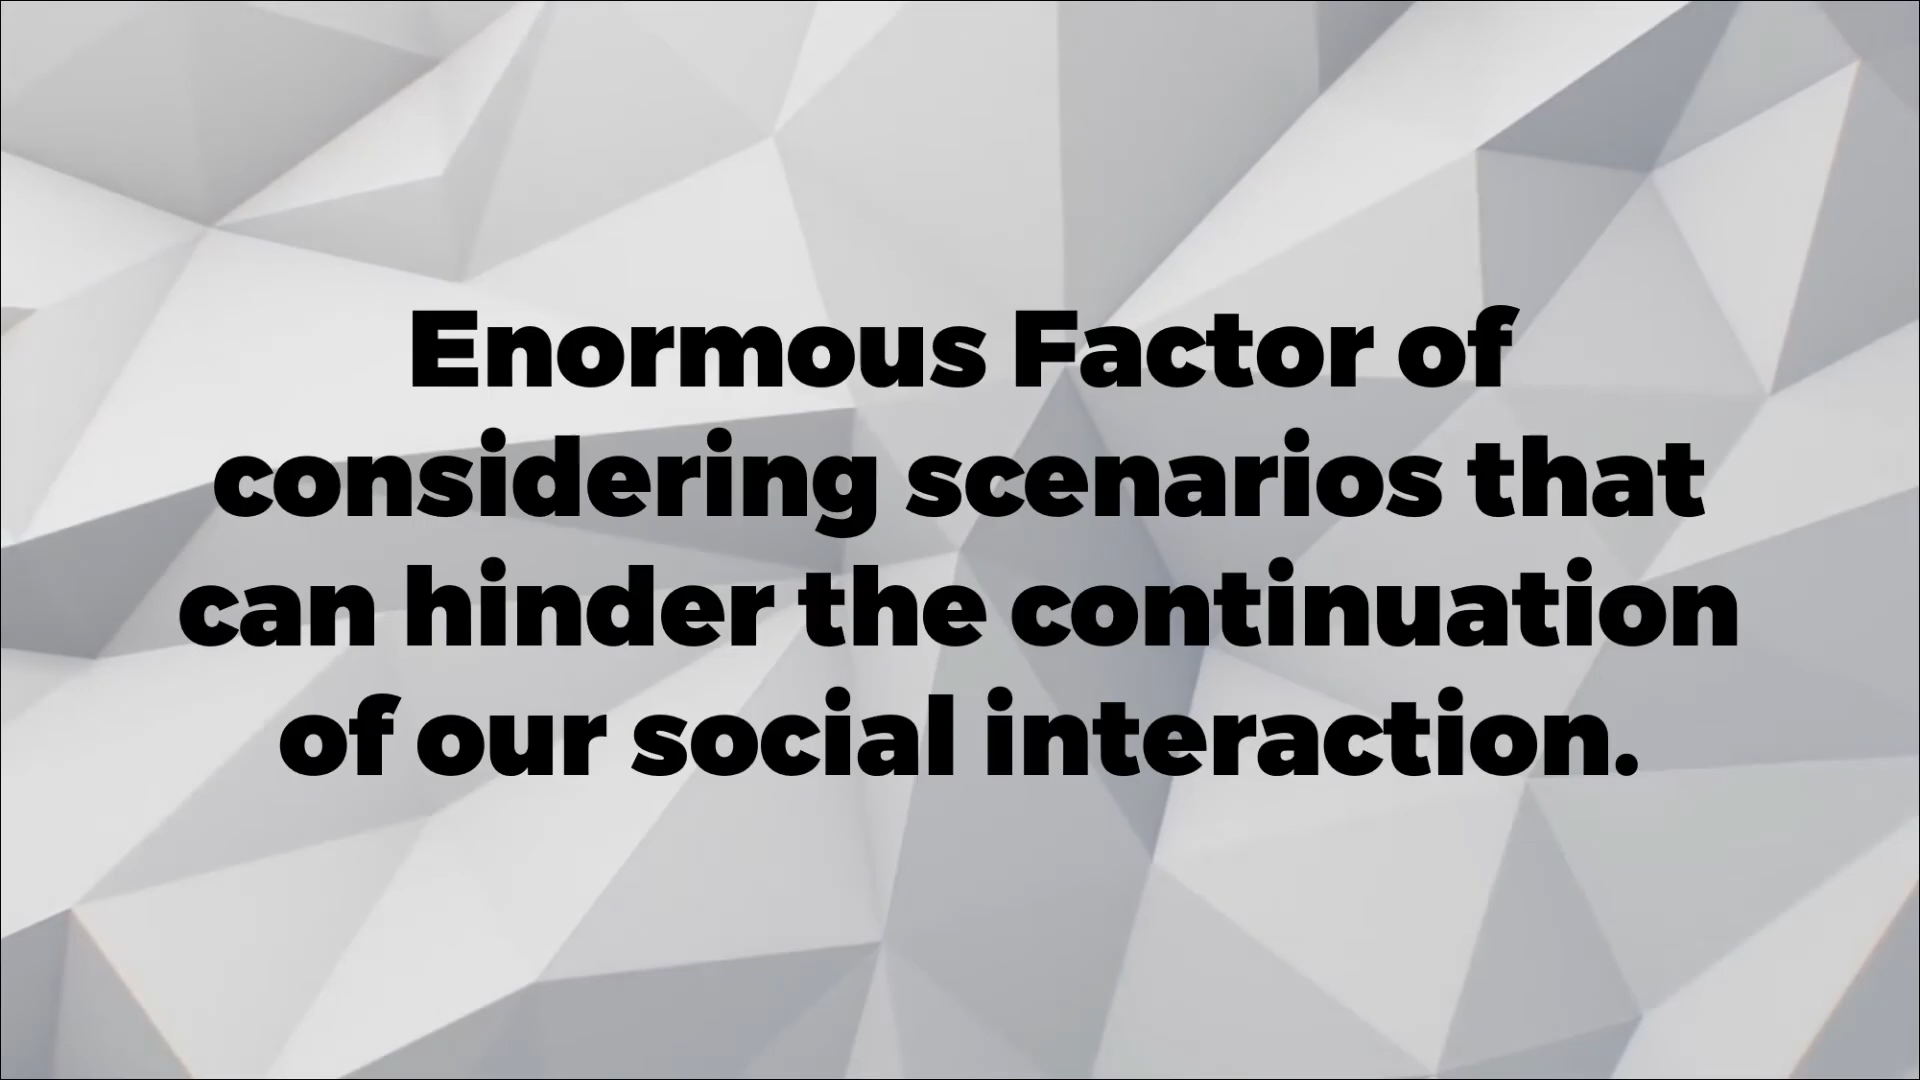 Enormous Factor of
considering scenarios that
can hinder the continuation
of our social interaction.